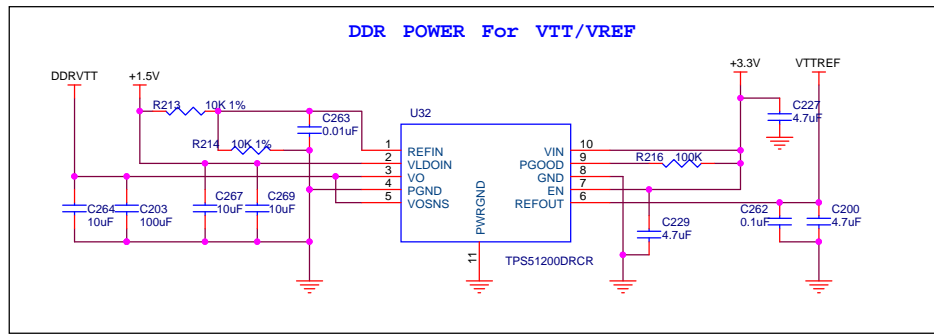 DDR POWER For VTT/VREF
DDRVTT
+1.5V
+3.3V
VTTREF
R213 10K 1%
C263
0.01uF
U32
C227
4.7uF
R214 10K 1%
1 REFIN
2 VLDOIN
3 VO
4 PGND
5 VOSNS
VIN 10
PGOOD 9
GND 8
EN 7
REFOUT 6
R216 100K
PWRGND
11
TPS51200DRCR
C264
10uF
C203
100uF
C267
10uF
C269
10uF
C229
4.7uF
C262
0.1uF
C200
4.7uF